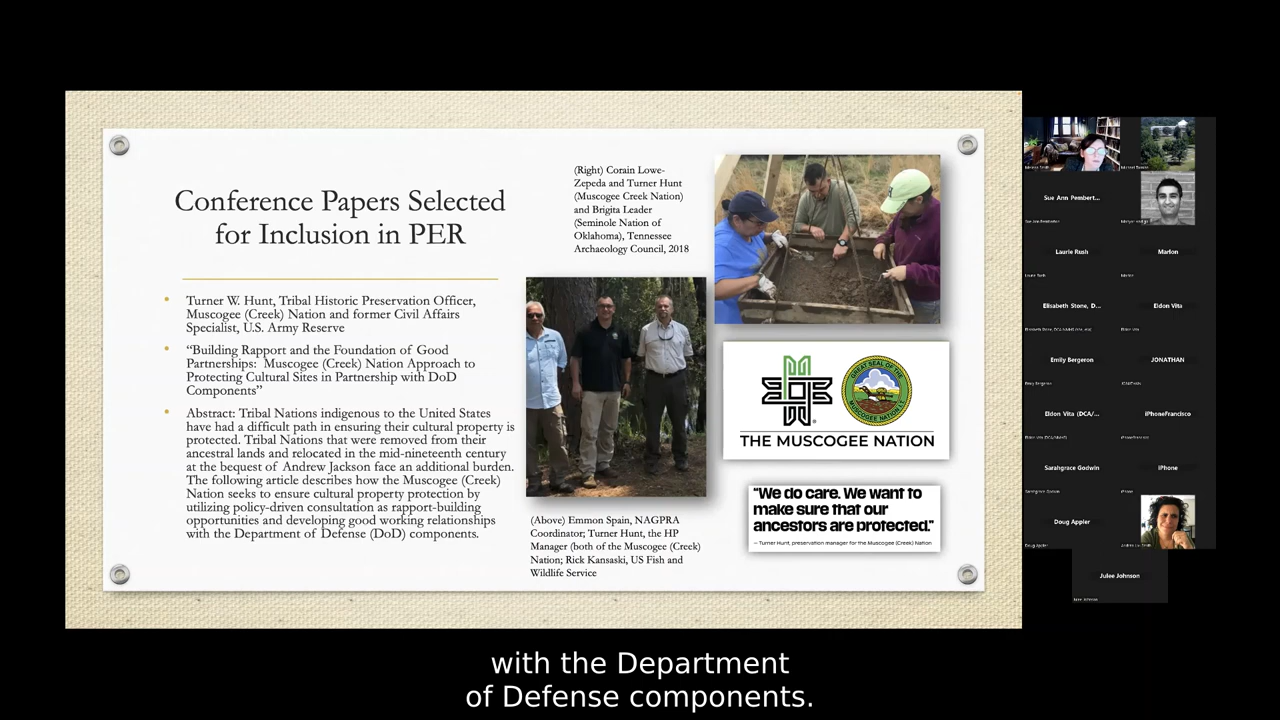 Conference Papers Selected
for Inclusion in PER
• Turner W. Hunt, Tribal Historic Preservation Officer,
Muscogee (Creek) Nation and former Civil Affairs
Specialist, U.S. Army Reserve
• “Building Rapport and the Foundation of Good
Partnerships: Muscogee (Creek) Nation Approach to
Protecting Cultural Sites in Partnership with DoD
Components”
• Abstract: Tribal Nations indigenous to the United States
have had a difficult path in ensuring their cultural property is
protected. Tribal Nations that were removed from their
ancestral lands and relocated in the mid-nineteenth century
at the bequest of Andrew Jackson face an additional burden.
The following article describes how the Muscogee (Creek)
Nation seeks to ensure cultural property protection by
utilizing policy-driven consultation as rapport-building
opportunities and developing good working relationships
with the Department of Defense (DoD) components.
(Right) Corain Lowe-
Zepeda and Turner Hunt
(Muscogee Creek Nation)
and Brigita Leader
(Seminole Nation of
Oklahoma), Tennessee
Archaeology Council, 2018
(Above) Emmon Spain, NAGPRA
Coordinator; Turner Hunt, the HP
Manager (both of the Muscogee (Creek)
Nation; Rick Kansaski, US Fish and
Wildlife Service
THE MUSCOGEE NATION
“We do care. We want to
make sure that our
ancestors are protected.”
— Turner Hunt, preservation manager for the Muscogee (Creek) Nation
Sue Ann Pembert...
Laurie Rush
Marlon
Elisabeth Stone, D...
Eldon Vita
Emily Bergeron
JONATHAN
Eldon Vita (DCA/...
iPhoneFrancisco
Sarahgrace Godwin
iPhone
Doug Appler
Julee Johnson
with the Department
of Defense components.